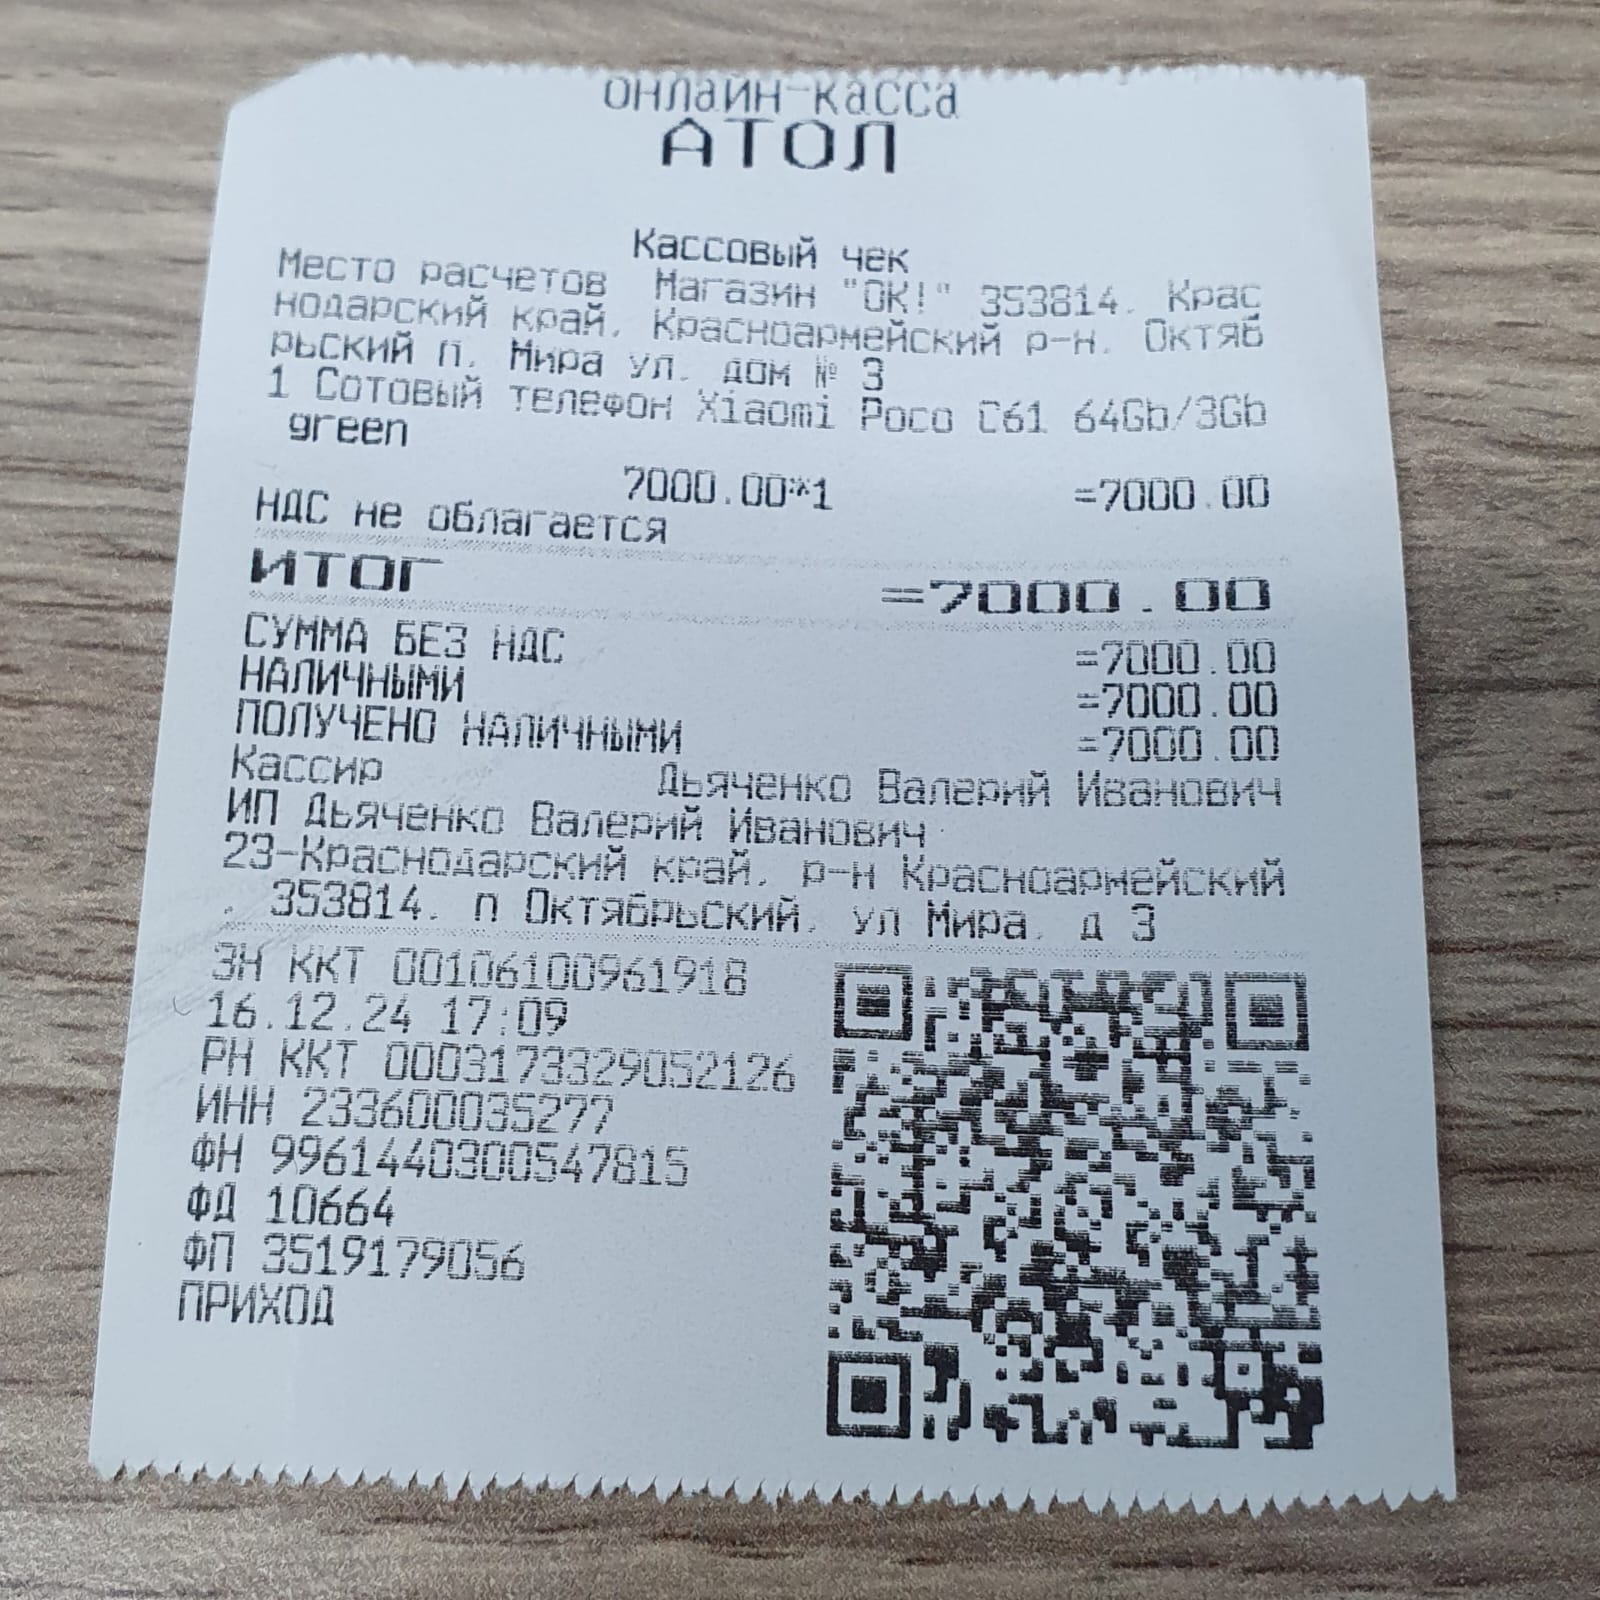 онлайн-касса
АТОЛ
Кассовый чек
Место расчетов Магазин "ОК!" 353814, Крас
нодарский край, Красноармейский р-н, Октяб
рьский п, Мира ул, дом № 3
1 Сотовый телефон Xiaomi Poco C61 64Gb/3Gb
green
7000.00*1 =7000.00
НДС не облагается
ИТОГ =7000.00
СУММА БЕЗ НДС =7000.00
НАЛИЧНЫМИ =7000.00
ПОЛУЧЕНО НАЛИЧНЫМИ =7000.00
Кассир Дьяченко Валерий Иванович
ИП Дьяченко Валерий Иванович
23-Краснодарский край, р-н Красноармейский
, 353814, п Октябрьский, ул Мира, д 3
ЗН ККТ 00106100961918
16.12.24 17:09
РН ККТ 0003173329052126
ИНН 233600035277
ФН 9961440300547815
ФД 10664
ФП 3519179056
ПРИХОД